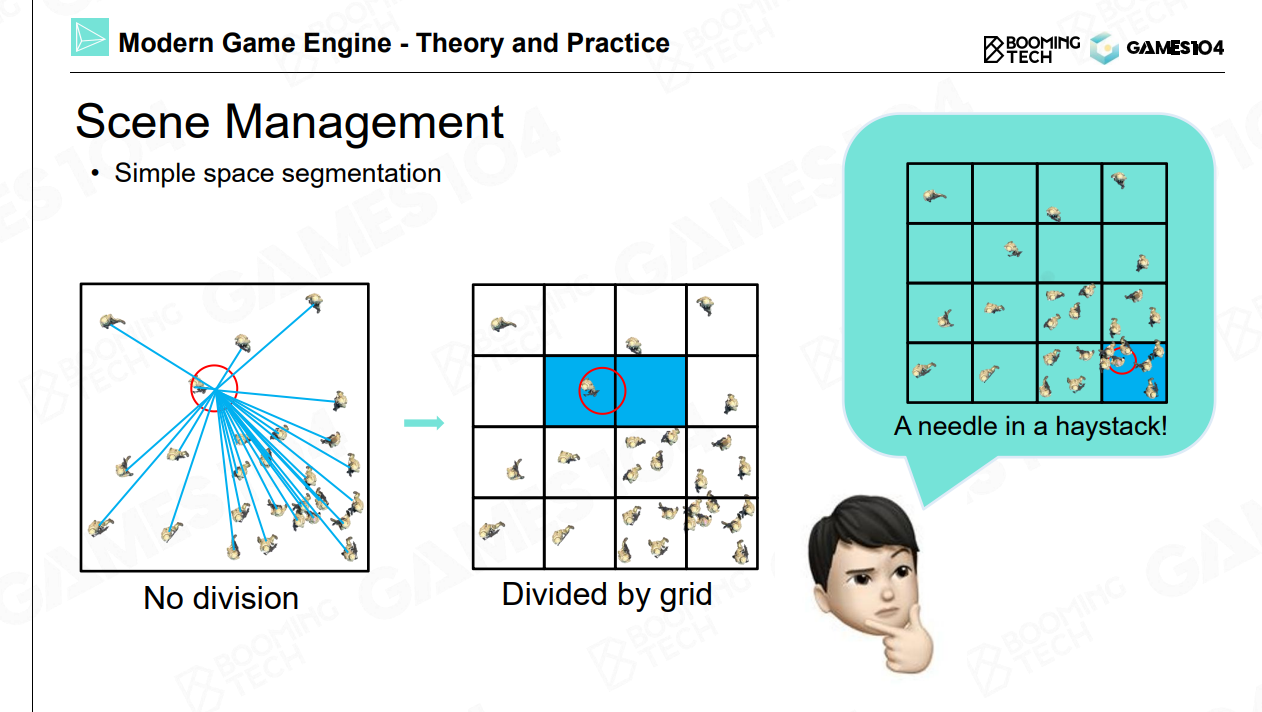 Modern Game Engine - Theory and Practice
BOOMING
TECH
GAMES104
Scene Management
• Simple space segmentation
A needle in a haystack!
No division
Divided by grid